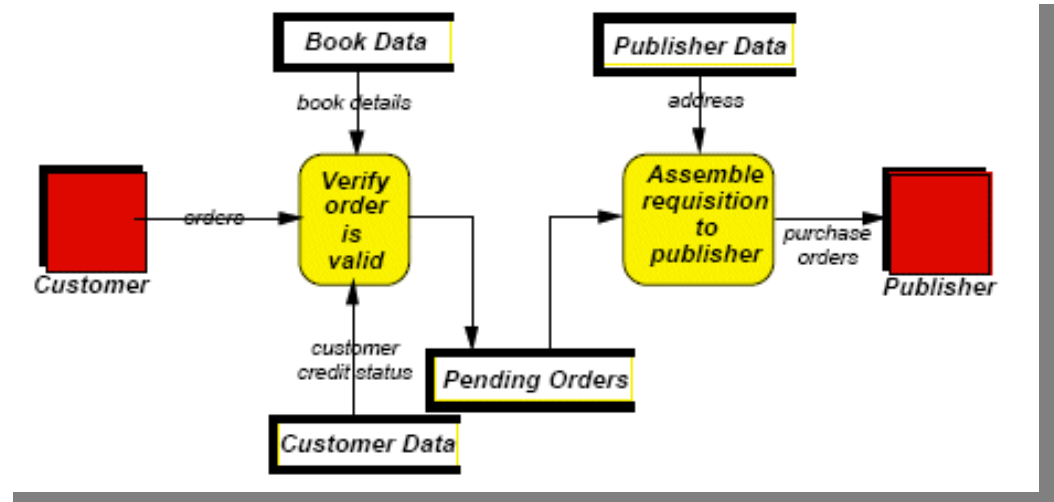 Book Data
Publisher Data
book details
address
Verify
order
is
valid
Assemble
requisition
to
publisher
orders
purchase
orders
Customer
Publisher
customer
credit status
Pending Orders
Customer Data